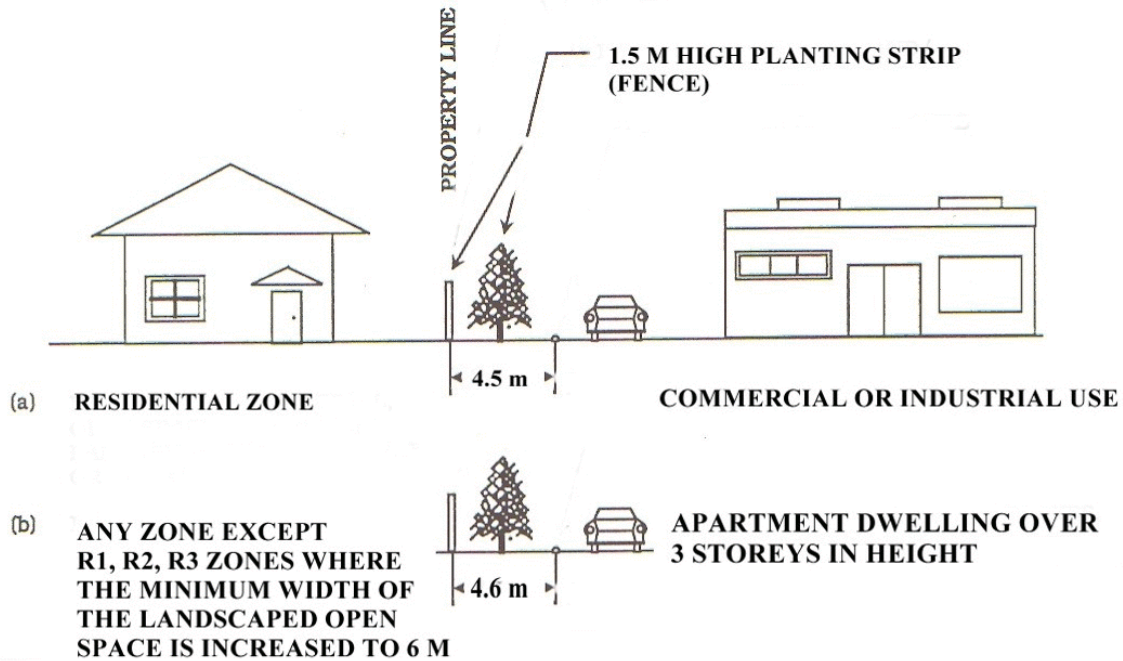 PROPERTY LINE
1.5 M HIGH PLANTING STRIP
(FENCE)
4.5 m
(a) RESIDENTIAL ZONE
COMMERCIAL OR INDUSTRIAL USE
(b) ANY ZONE EXCEPT
R1, R2, R3 ZONES WHERE
THE MINIMUM WIDTH OF
THE LANDSCAPED OPEN
SPACE IS INCREASED TO 6 M
4.6 m
APARTMENT DWELLING OVER
3 STOREYS IN HEIGHT